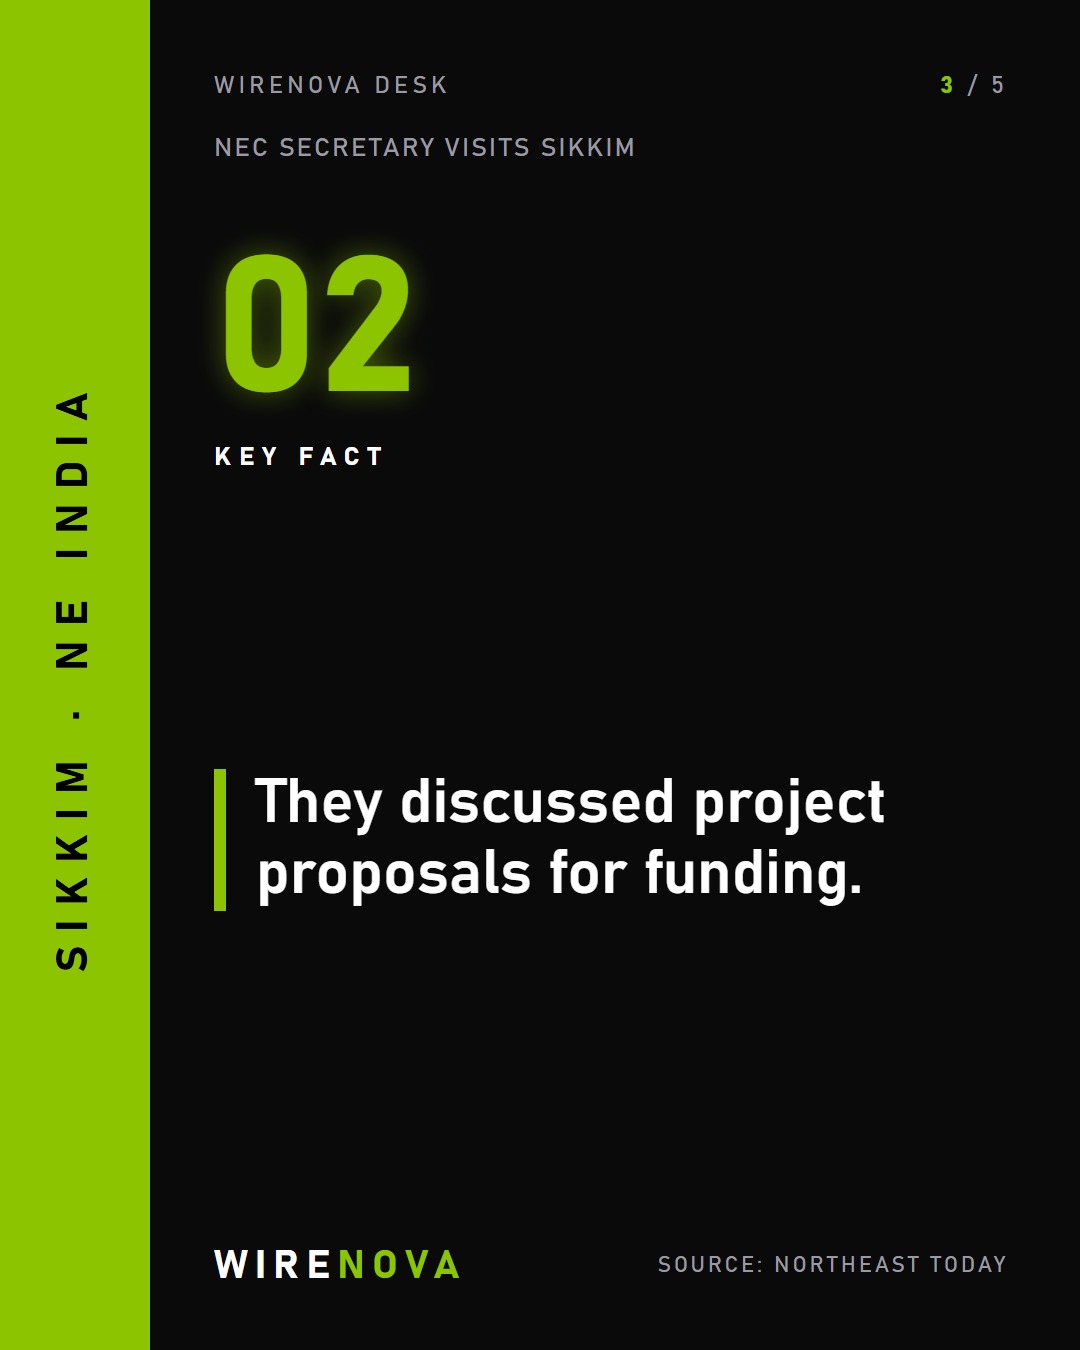 SIKKIM · NE INDIA
WIRENOVA DESK
3 / 5
NEC SECRETARY VISITS SIKKIM
02
KEY FACT
They discussed project
proposals for funding.
WIRENOVA
SOURCE: NORTHEAST TODAY